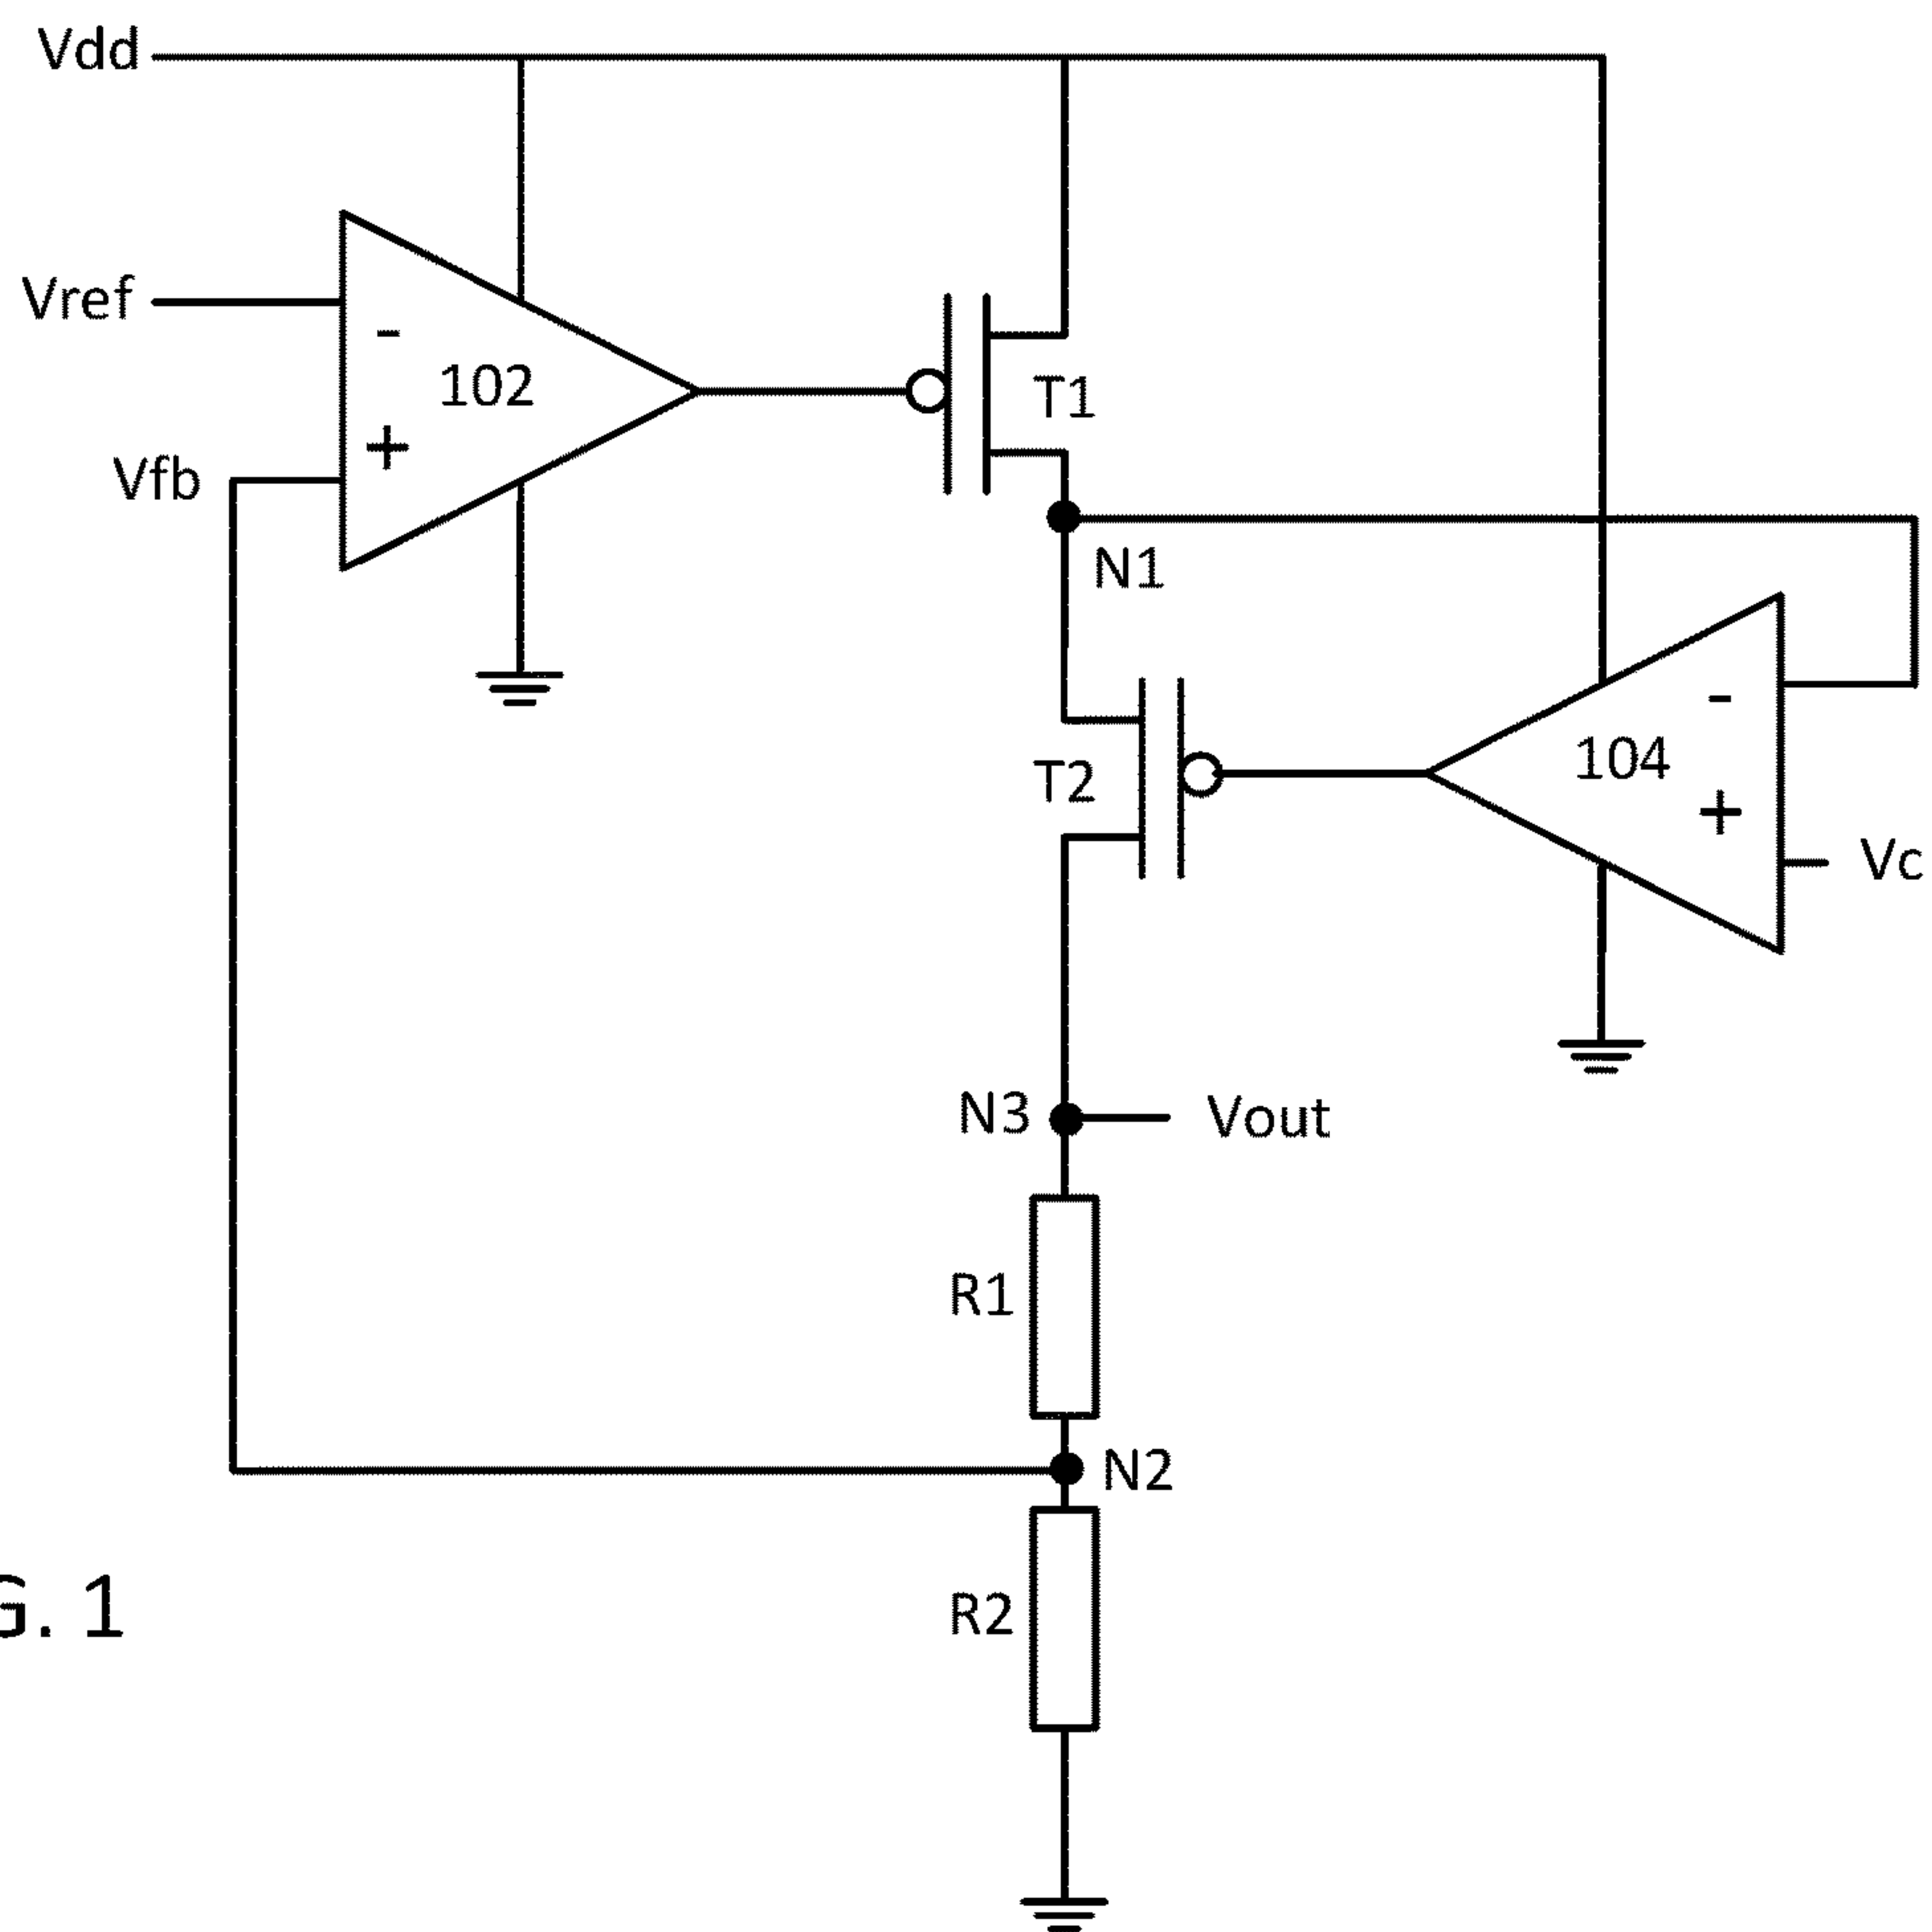 Vdd
Vref
-
102
+
Vfb
T1
N1
T2
-
104
+
Vc
N3
Vout
R1
N2
R2
G. 1